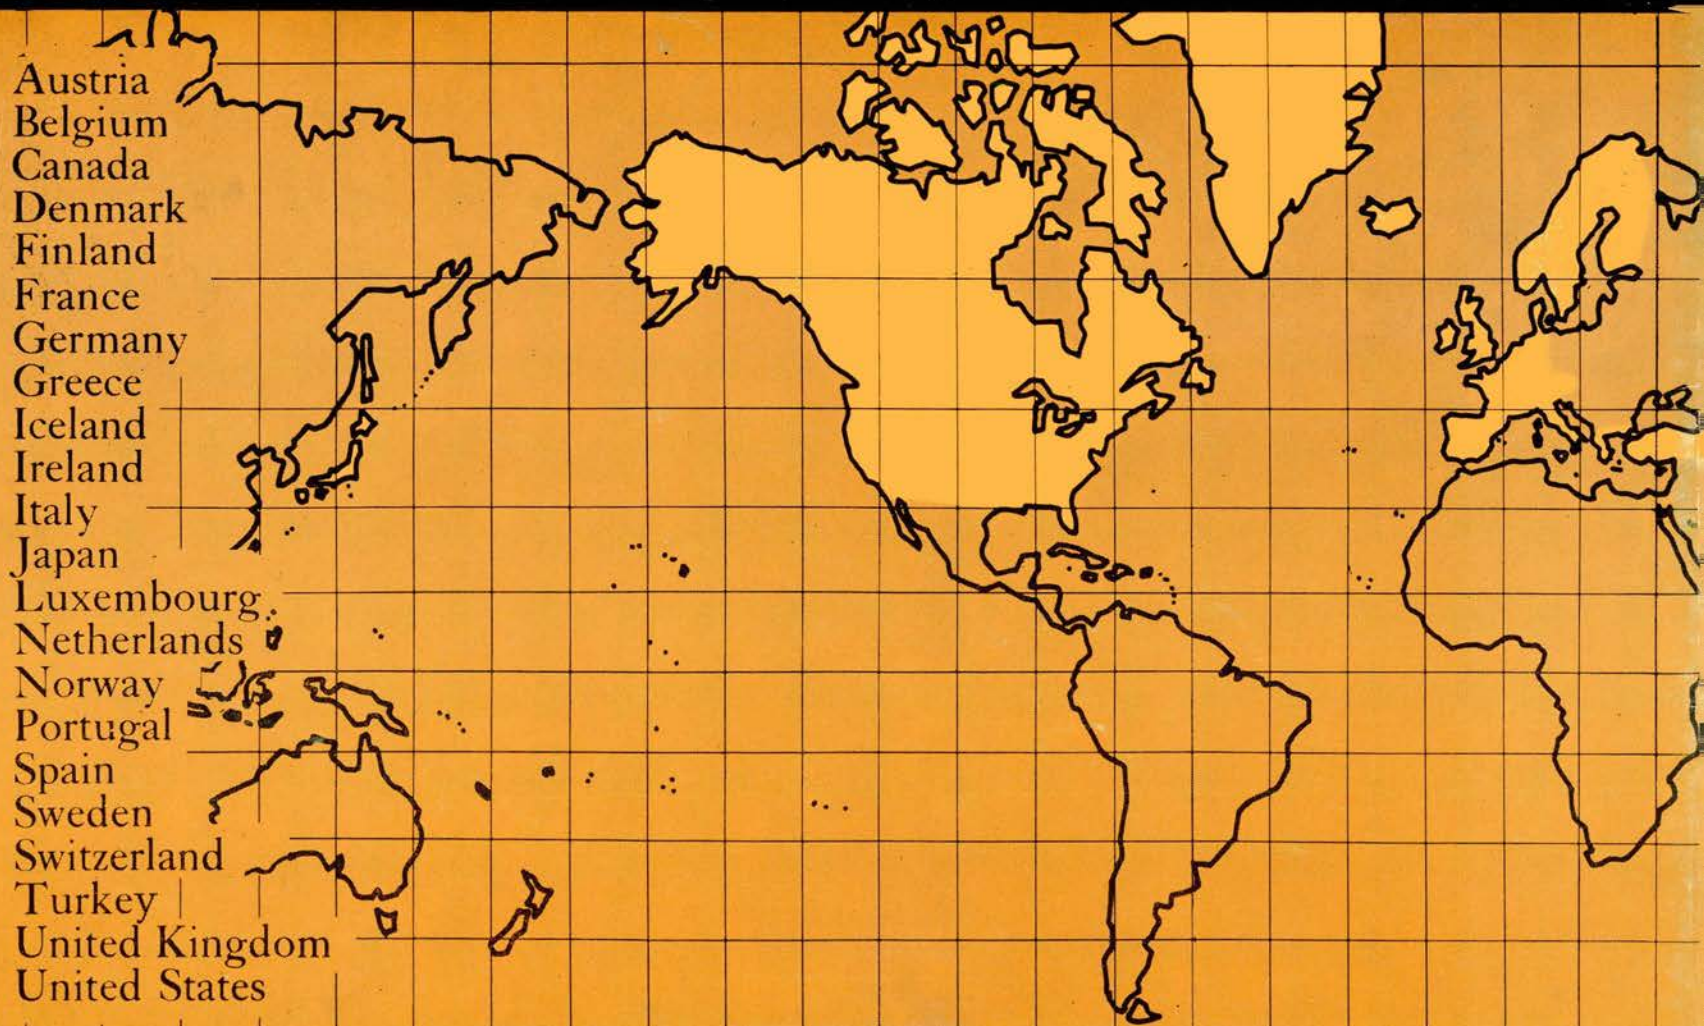 Austria
Belgium
Canada
Denmark
Finland
France
Germany
Greece
Iceland
Ireland
Italy
Japan
Luxembourg
Netherlands
Norway
Portugal
Spain
Sweden
Switzerland
Turkey
United Kingdom
United States